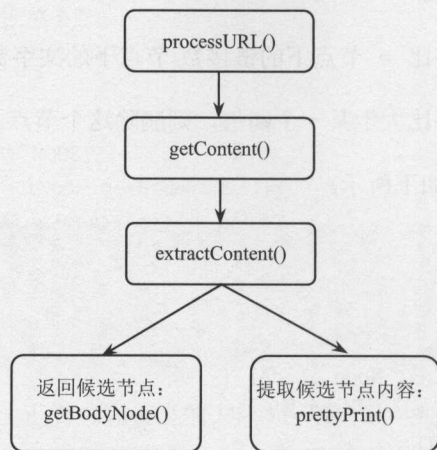 processURL()
getContent()
extractContent()
返回候选节点：
getBodyNode()
提取候选节点内容：
prettyPrint()